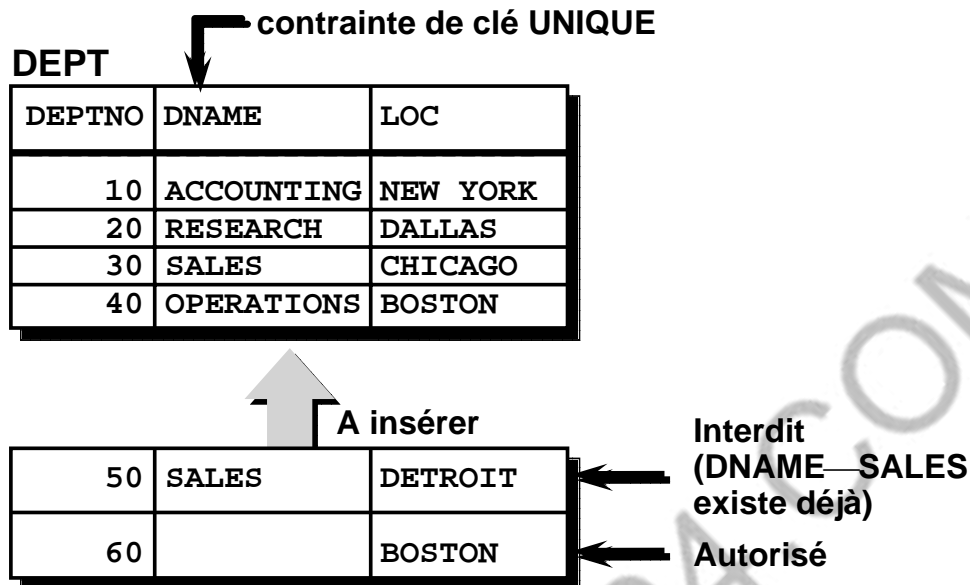 contrainte de clé UNIQUE
DEPT
DEPTNO DNAME LOC
10 ACCOUNTING NEW YORK
20 RESEARCH DALLAS
30 SALES CHICAGO
40 OPERATIONS BOSTON
A insérer
50 SALES DETROIT
60 BOSTON
Interdit
(DNAME—SALES
existe déjà)
Autorisé